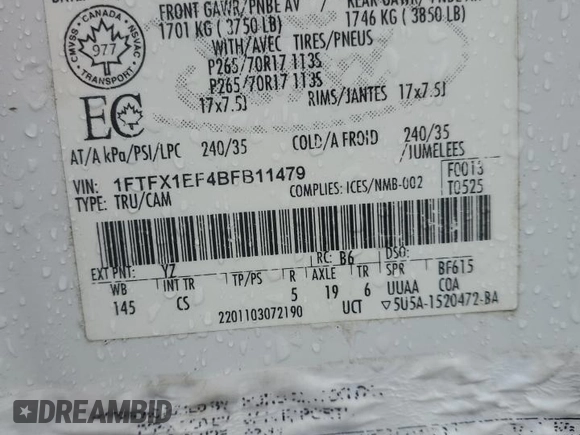 FRONT GAWR/PNBE AV
1701 KG ( 3750 LB)
1746 KG ( 3850 LB)
CMVSS · CANADA · NSVAC
977
TRANSPORT
WITH/AVEC TIRES/PNEUS
P265/70R17 113S
P265/70R17 113S
17x7.5J RIMS/JANTES 17x7.5J
EC
AT/A kPa/PSI/LPC 240/35 COLD/A FROID 240/35
/JUMELEES
VIN: 1FTFX1EF4BFB11479
TYPE: TRU/CAM COMPLIES: ICES/NMB-002
F0013
T0525
EXT PNT: YZ RC: B6 DSO:
WB INT TR TP/PS R AXLE TR SPR BF615
145 CS 5 19 6 UUAA COA
2201103072190 UCT ▽5U5A-1520472-BA
DREAMBID